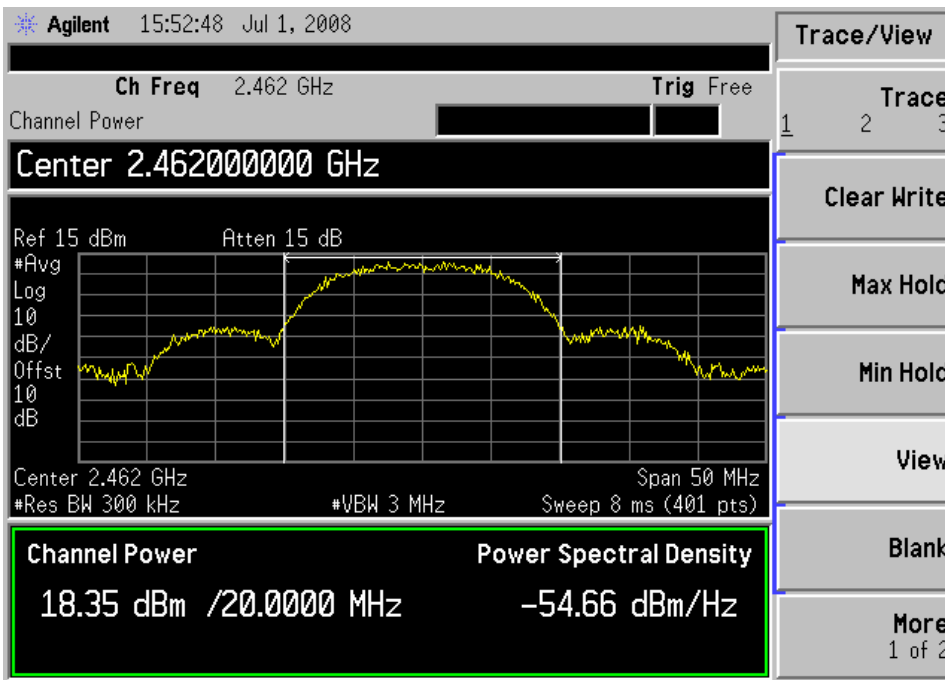 Agilent 15:52:48 Jul 1, 2008
Trace/View
Ch Freq 2.462 GHz
Trig Free
Channel Power
Center 2.462000000 GHz
Ref 15 dBm
Atten 15 dB
#Avg
Log
10
dB/
Offst
10
dB
Center 2.462 GHz
Span 50 MHz
#Res BW 300 kHz
#VBW 3 MHz
Sweep 8 ms (401 pts)
Channel Power
Power Spectral Density
18.35 dBm /20.0000 MHz
-54.66 dBm/Hz
Trace
1 2 3
Clear Write
Max Hold
Min Hold
View
Blank
More
1 of 2